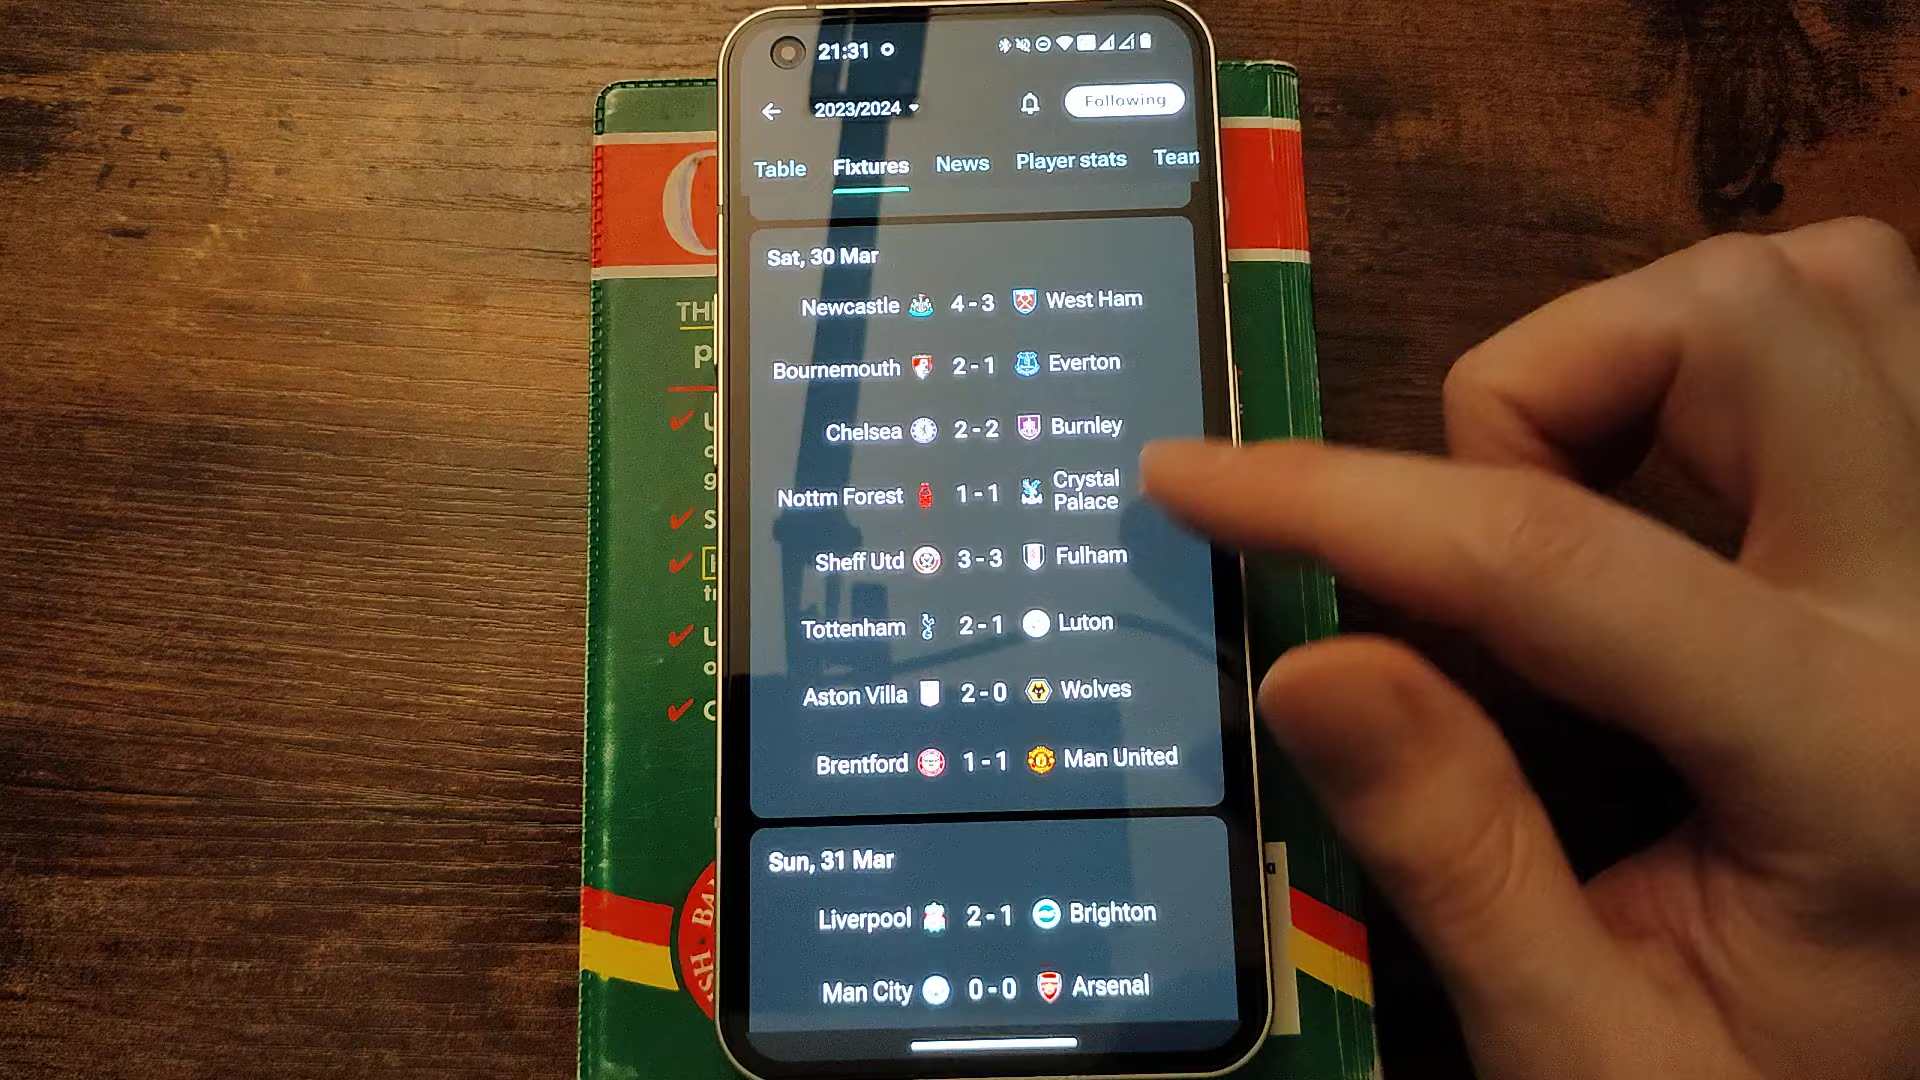 21:31
2023/2024
Following
Table Fixtures News Player stats Team
Sat, 30 Mar
Newcastle 4 - 3 West Ham
Bournemouth 2 - 1 Everton
Chelsea 2 - 2 Burnley
Nottm Forest 1 - 1 Crystal
Palace
Sheff Utd 3 - 3 Fulham
Tottenham 2 - 1 Luton
Aston Villa 2 - 0 Wolves
Brentford 1 - 1 Man United
Sun, 31 Mar
Liverpool 2 - 1 Brighton
Man City 0 - 0 Arsenal